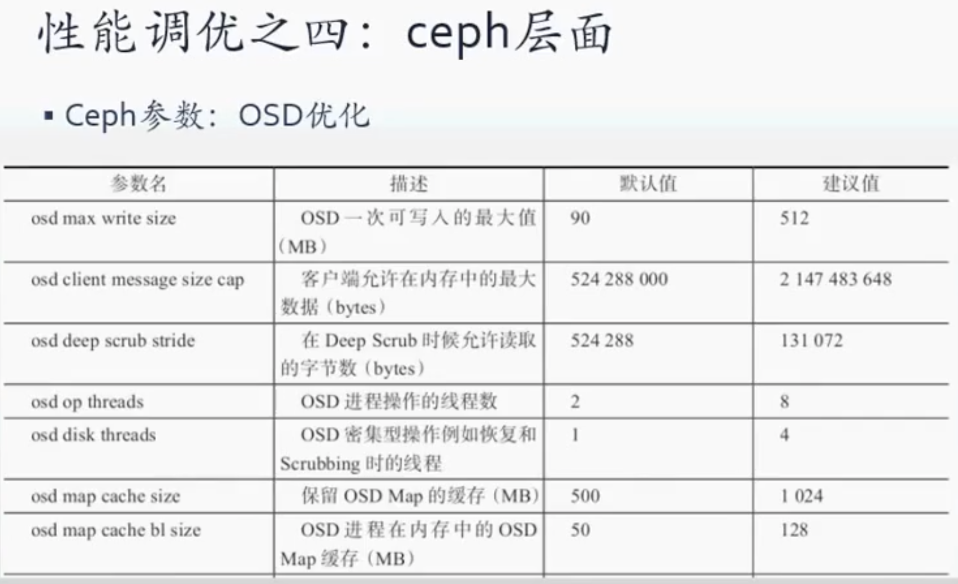 性能调优之四：ceph层面
▪ Ceph参数：OSD优化
参数名 描述 默认值 建议值
osd max write size OSD 一次可写入的最大值 90 512
（MB）
osd client message size cap 客户端允许在内存中的最大 524 288 000 2 147 483 648
数据（bytes）
osd deep scrub stride 在 Deep Scrub 时候允许读取 524 288 131 072
的字节数（bytes）
osd op threads OSD 进程操作的线程数 2 8
osd disk threads OSD 密集型操作例如恢复和 1 4
Scrubbing 时的线程
osd map cache size 保留 OSD Map 的缓存（MB） 500 1 024
osd map cache bl size OSD 进程在内存中的 OSD 50 128
Map 缓存（MB）